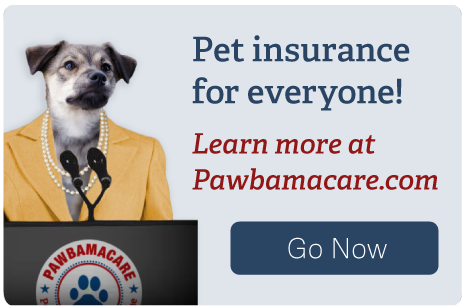 Pet insurance
for everyone!
Learn more at
Pawbamacare.com
Go Now
PAWBAMACARE